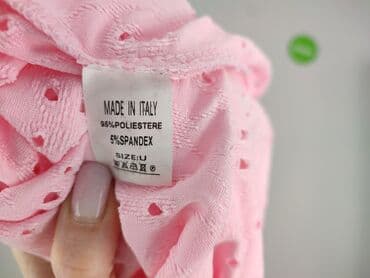 MADE IN ITALY
95%POLIESTERE
5%SPANDEX
SIZE:U